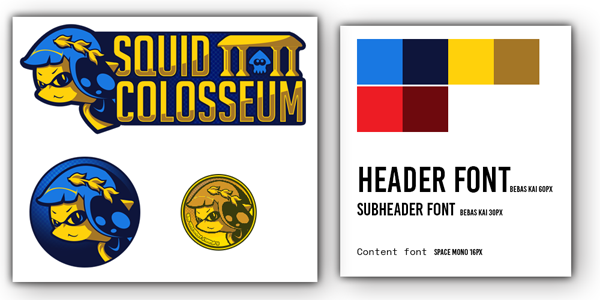 SQUID
COLOSSEUM
HEADER FONT BEBAS KAI 60PX
SUBHEADER FONT BEBAS KAI 30PX
Content font SPACE MONO 16PX